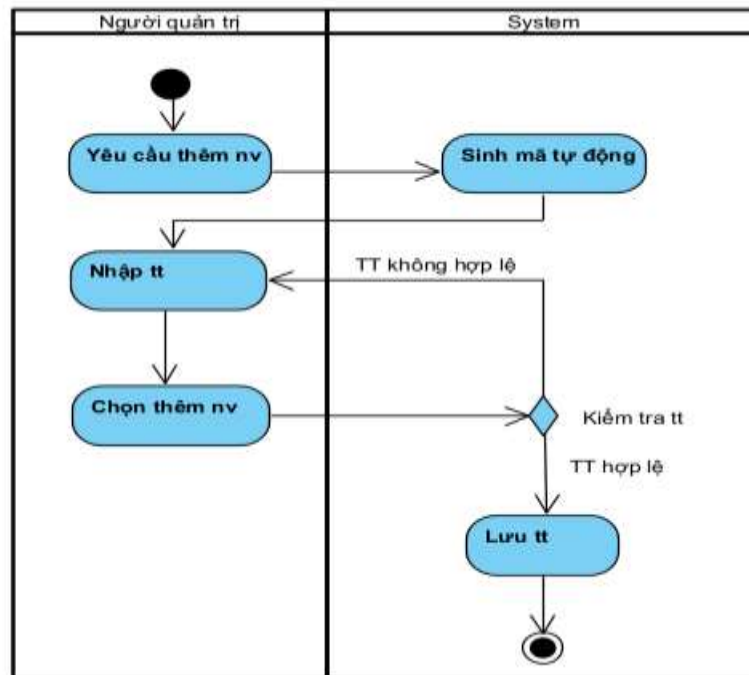 Người quản trị
System
Yêu cầu thêm nv
Sinh mã tự động
Nhập tt
TT không hợp lệ
Chọn thêm nv
Kiểm tra tt
TT hợp lệ
Lưu tt